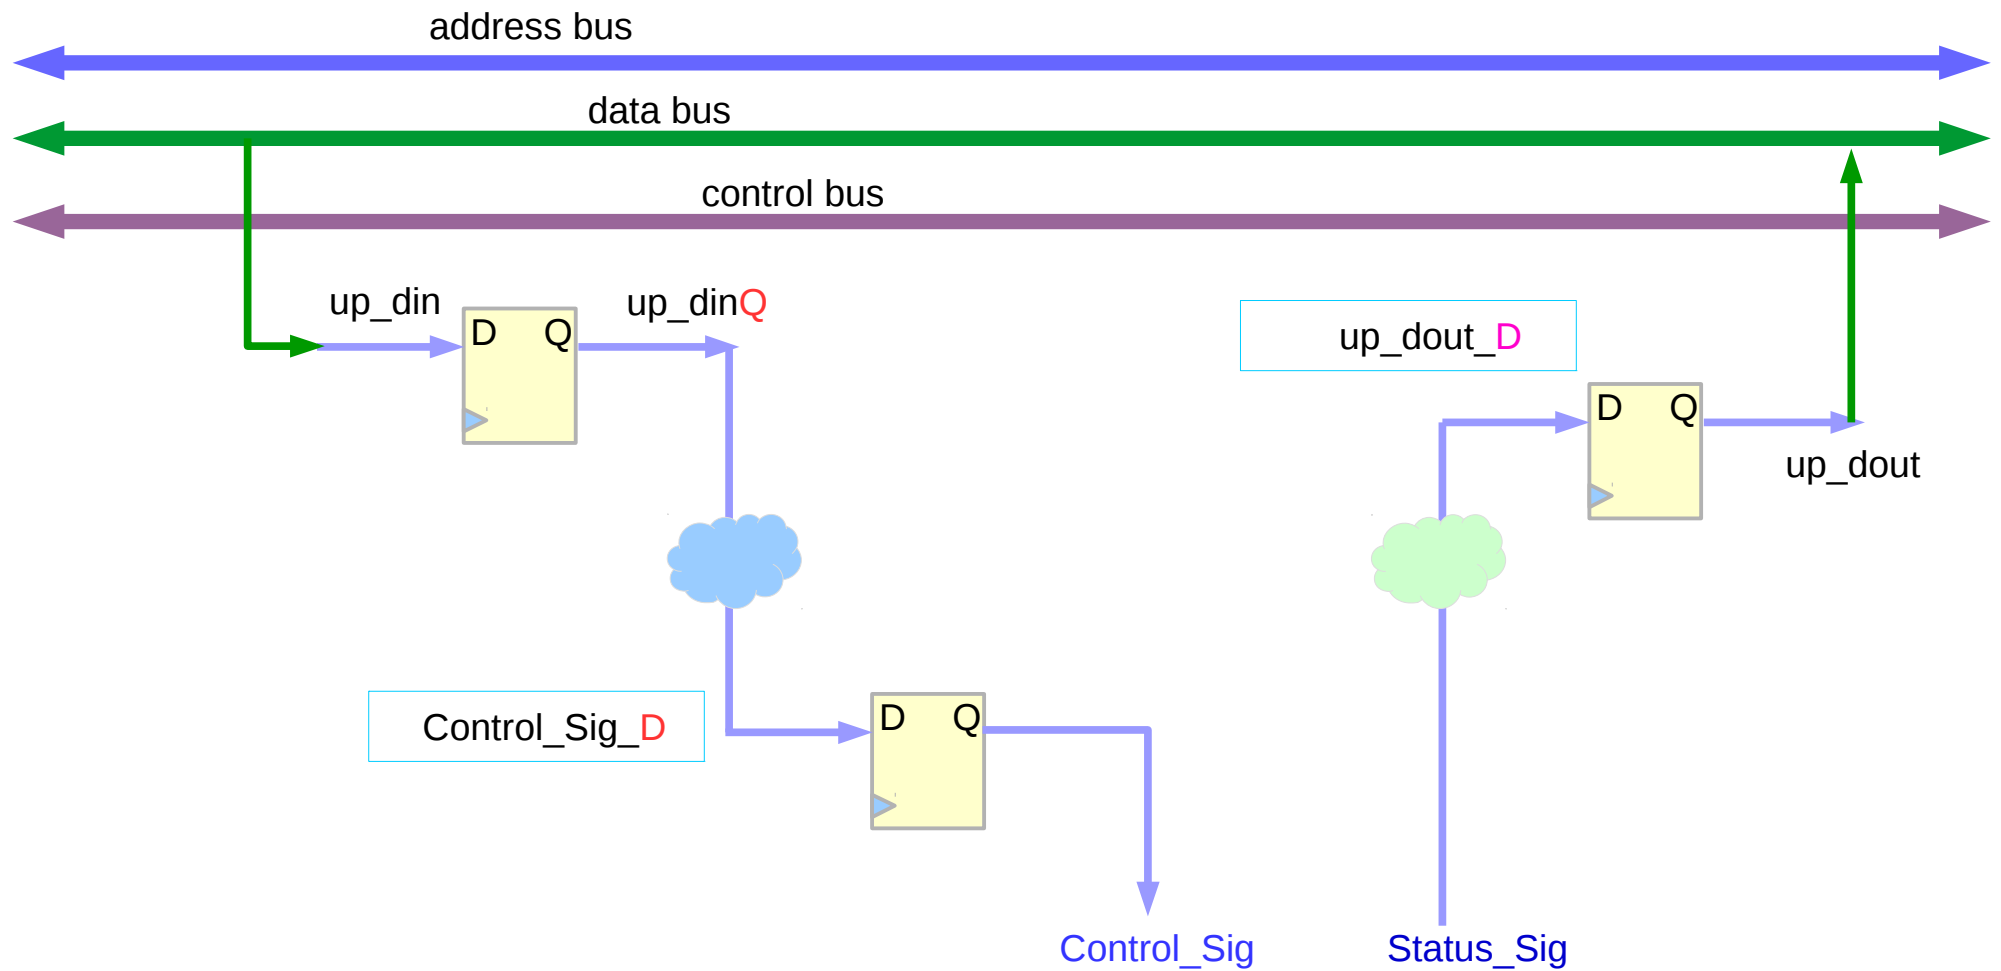 address bus
data bus
control bus
up_din
up_dinQ
D Q
up_dout_D
D Q
up_dout
Control_Sig_D
D Q
Control_Sig
Status_Sig